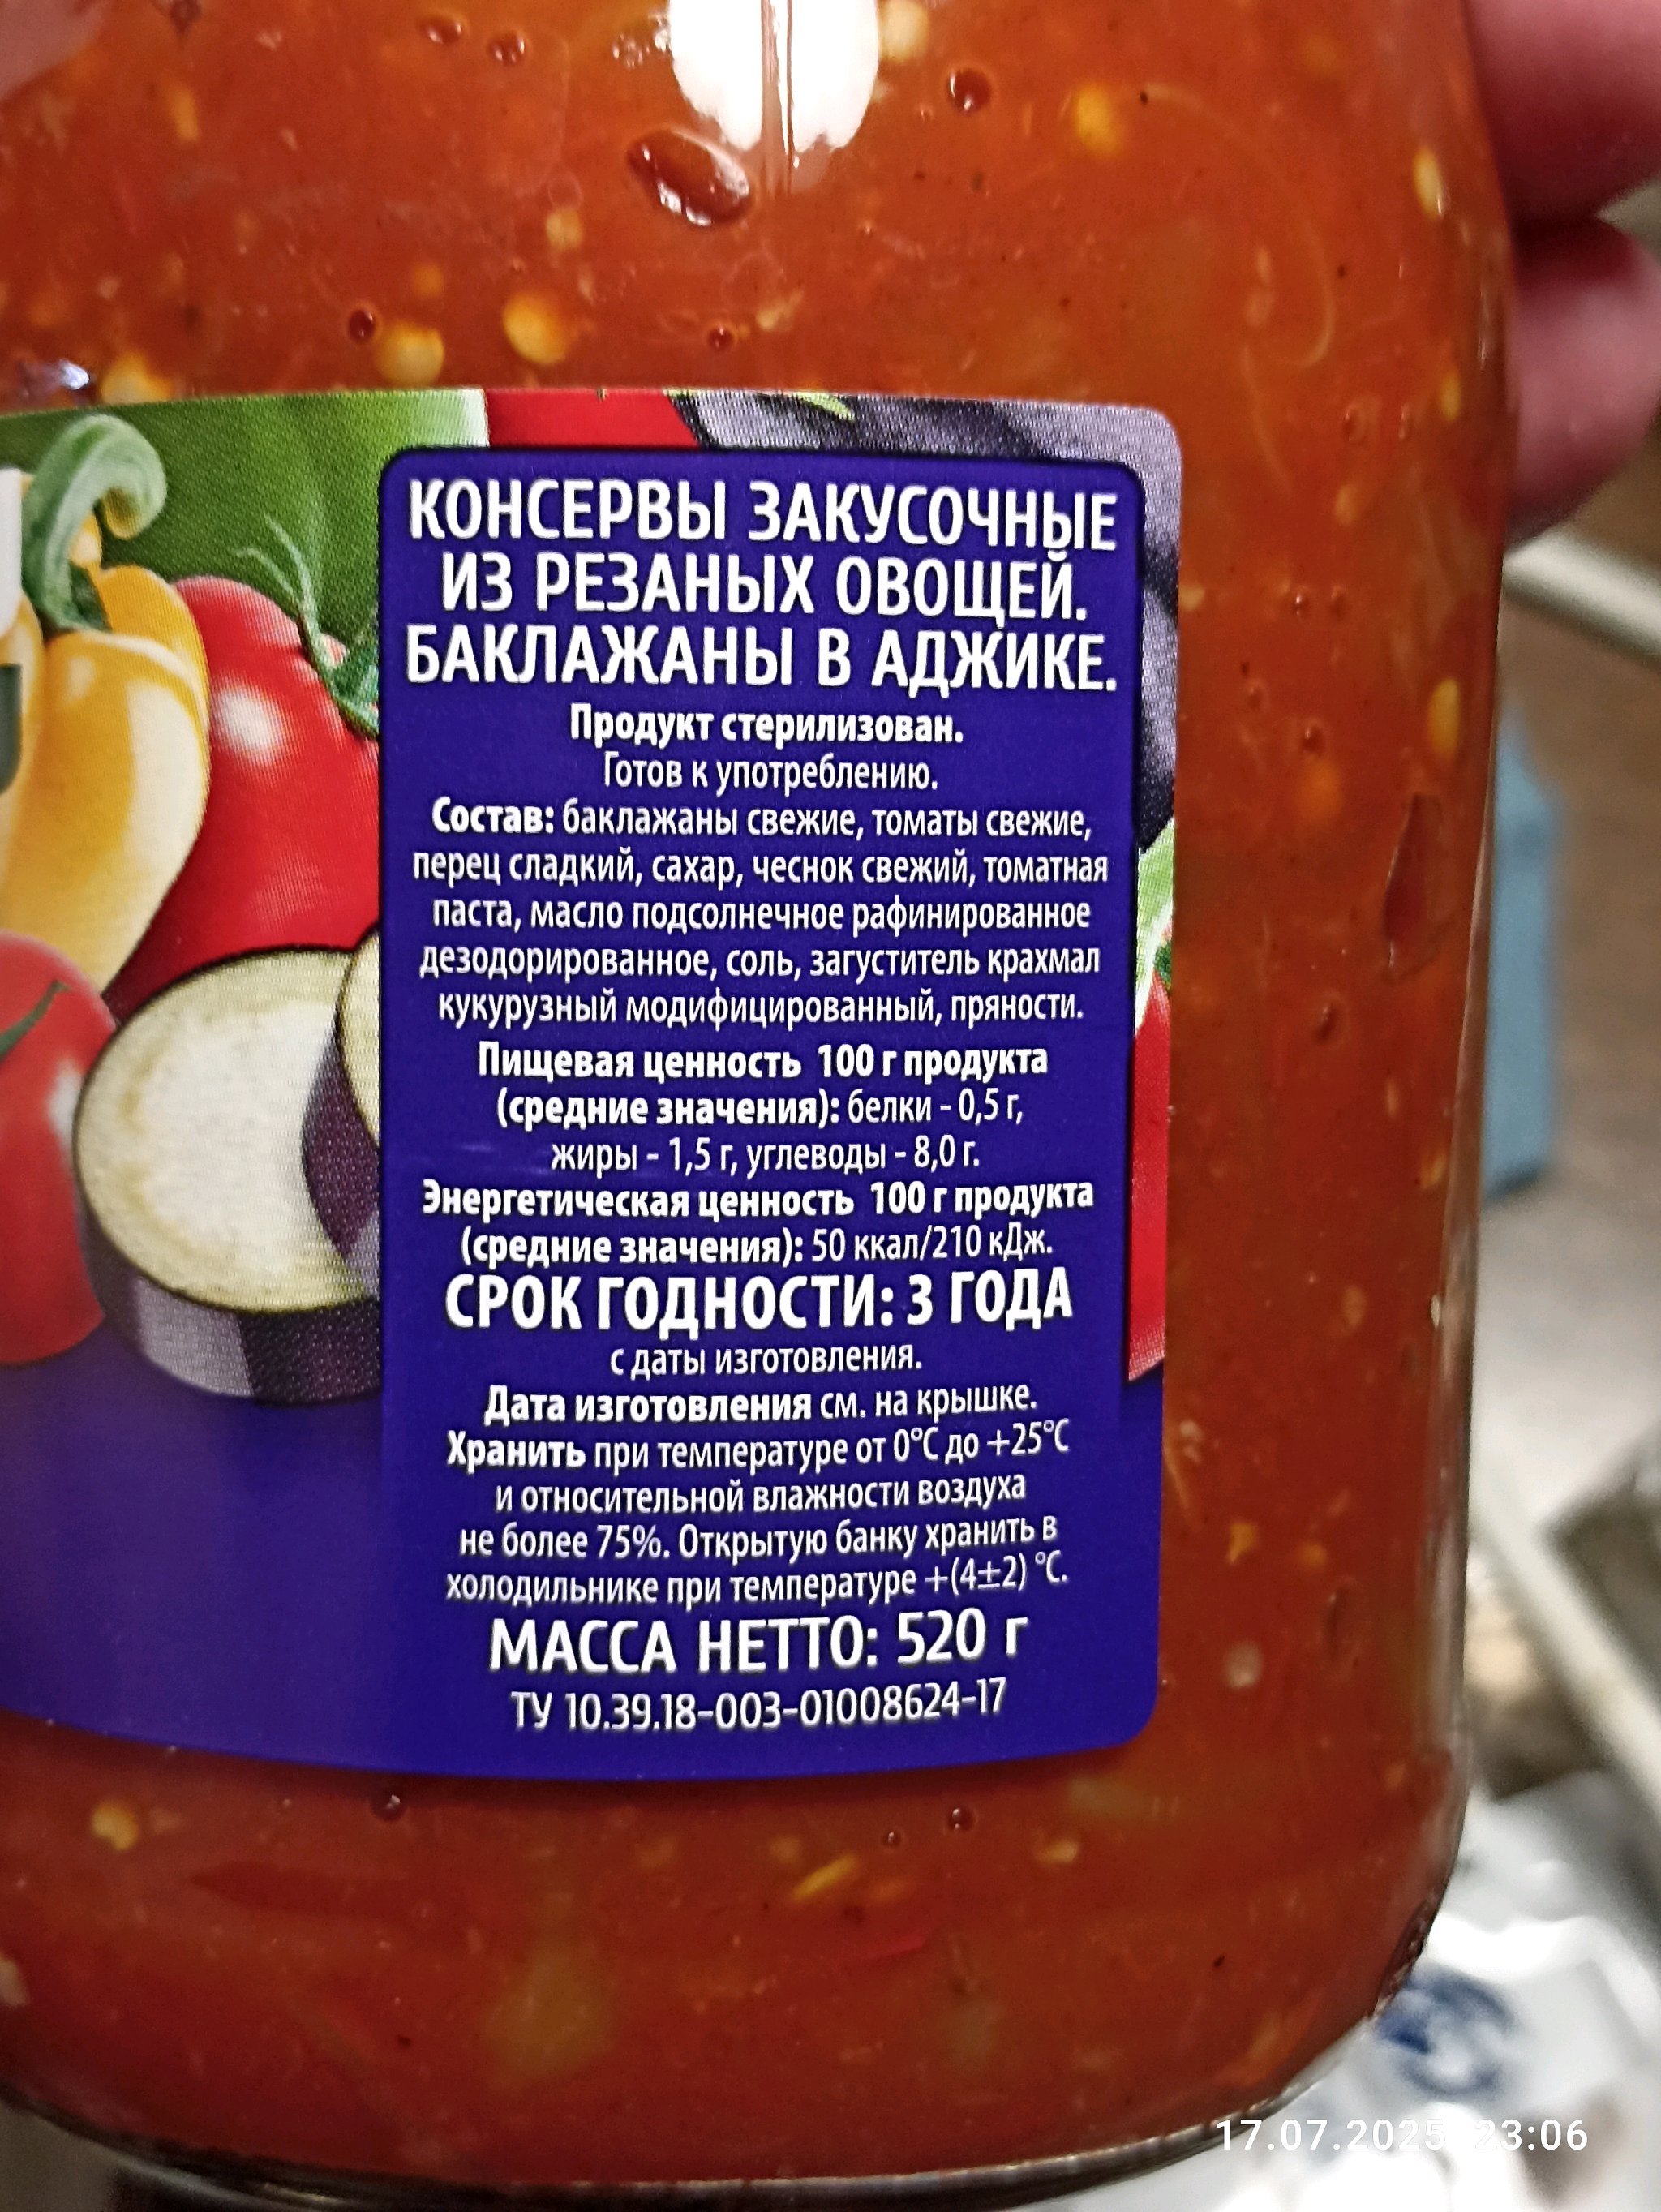 КОНСЕРВЫ ЗАКУСОЧНЫЕ
ИЗ РЕЗАНЫХ ОВОЩЕЙ.
БАКЛАЖАНЫ В АДЖИКЕ.
Продукт стерилизован.
Готов к употреблению.
Состав: баклажаны свежие, томаты свежие,
перец сладкий, сахар, чеснок свежий, томатная
паста, масло подсолнечное рафинированное
дезодорированное, соль, загуститель крахмал
кукурузный модифицированный, пряности.
Пищевая ценность 100 г продукта
(средние значения): белки - 0,5 г,
жиры - 1,5 г, углеводы - 8,0 г.
Энергетическая ценность 100 г продукта
(средние значения): 50 ккал/210 кДж.
СРОК ГОДНОСТИ: 3 ГОДА
с даты изготовления.
Дата изготовления см. на крышке.
Хранить при температуре от 0°С до +25°С
и относительной влажности воздуха
не более 75%. Открытую банку хранить в
холодильнике при температуре +(4±2) °С.
МАССА НЕТТО: 520 г
ТУ 10.39.18-003-01008624-17
17.07.2025 23:06